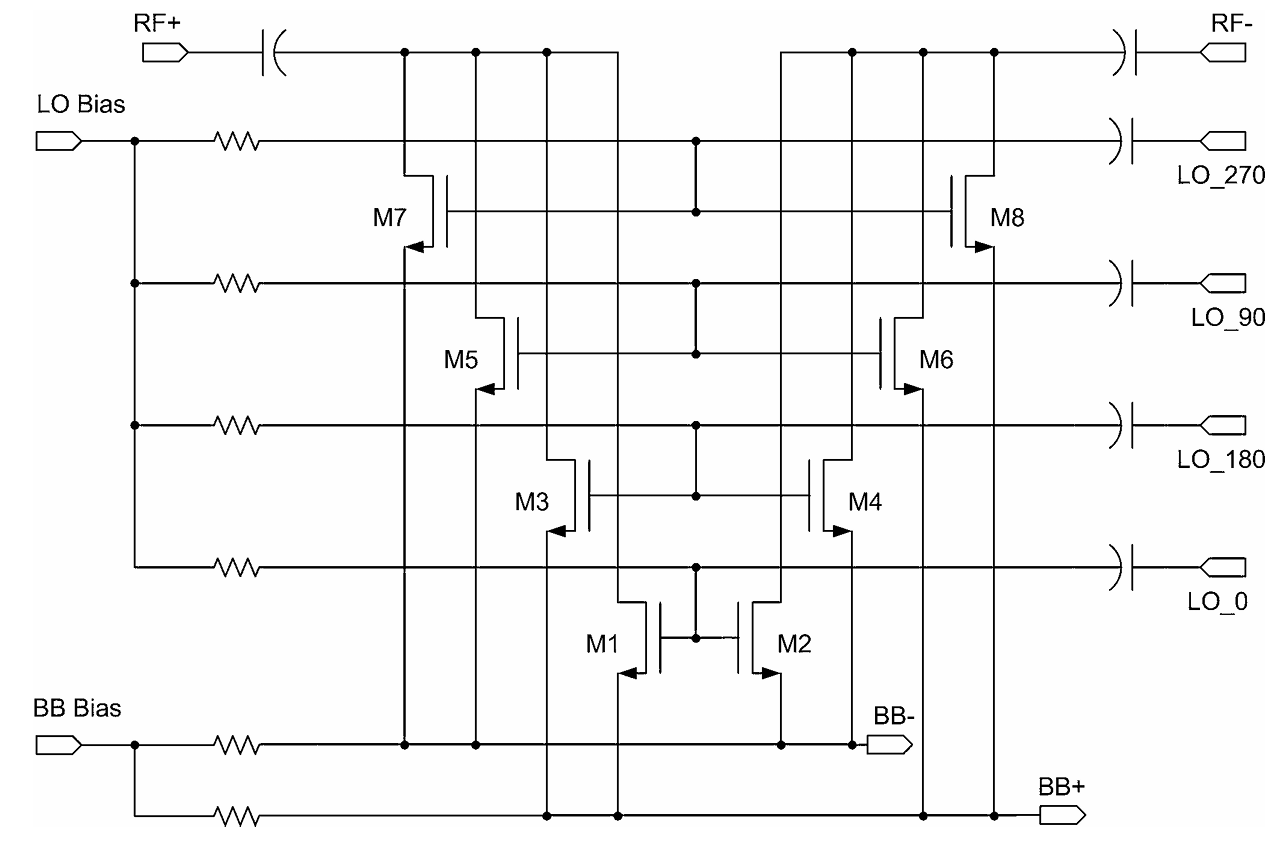 RF+
RF-
LO Bias
LO_270
M7
M8
LO_90
M5
M6
LO_180
M3
M4
LO_0
M1
M2
BB Bias
BB-
BB+